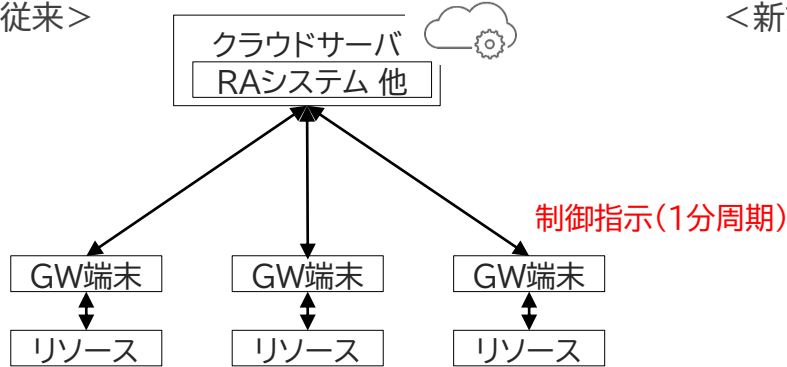 従来＞
＜新
クラウドサーバ
RAシステム 他
制御指示（1分周期）
GW端末
GW端末
GW端末
リソース
リソース
リソース